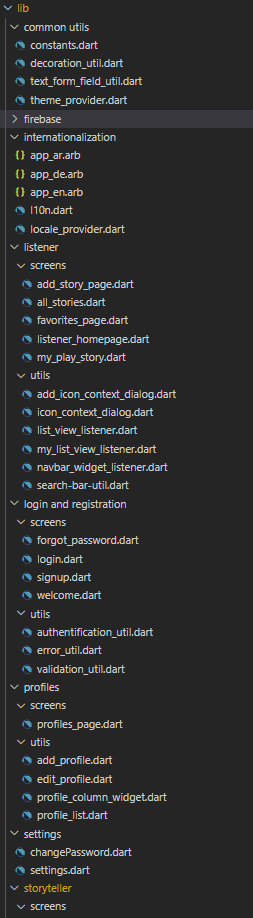 lib
common utils
constants.dart
decoration_util.dart
text_form_field_util.dart
theme_provider.dart
firebase
internationalization
{ } app_ar.arb
{ } app_de.arb
{ } app_en.arb
l10n.dart
locale_provider.dart
listener
screens
add_story_page.dart
all_stories.dart
favorites_page.dart
listener_homepage.dart
my_play_story.dart
utils
add_icon_context_dialog.dart
icon_context_dialog.dart
list_view_listener.dart
my_list_view_listener.dart
navbar_widget_listener.dart
search-bar-util.dart
login and registration
screens
forgot_password.dart
login.dart
signup.dart
welcome.dart
utils
authentification_util.dart
error_util.dart
validation_util.dart
profiles
screens
profiles_page.dart
utils
add_profile.dart
edit_profile.dart
profile_column_widget.dart
profile_list.dart
settings
changePassword.dart
settings.dart
storyteller
screens